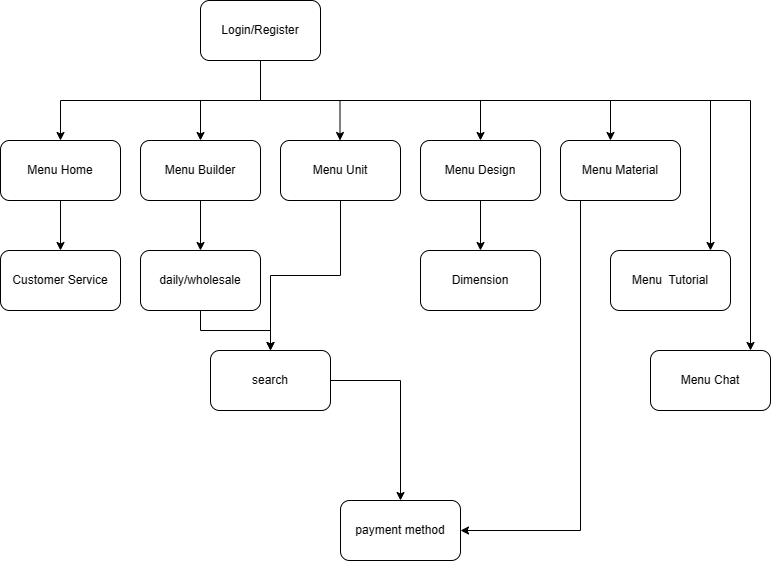 Login/Register
Menu Home
Menu Builder
Menu Unit
Menu Design
Menu Material
Customer Service
daily/wholesale
Dimension
Menu  Tutorial
search
Menu Chat
payment method